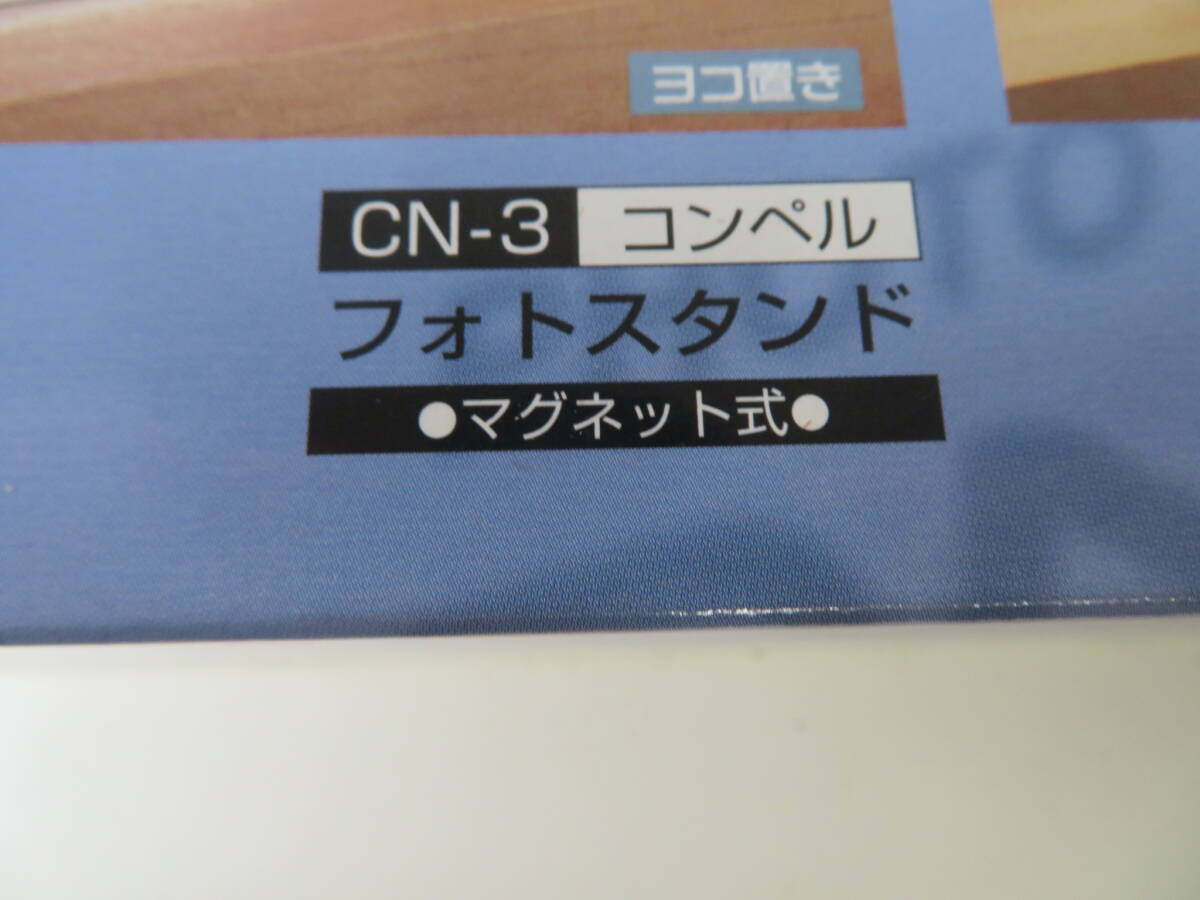 ヨコ置き
CN-3 コンペル
フォトスタンド
●マグネット式●